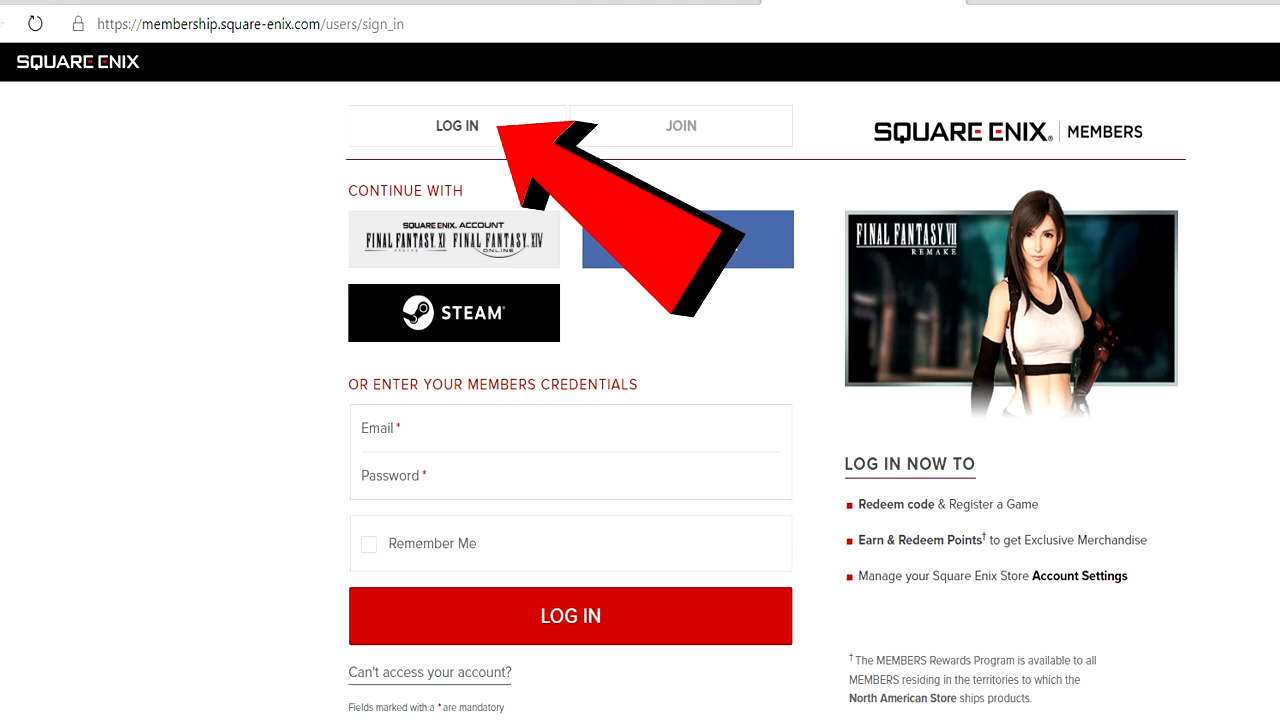 https://membership.square-enix.com/users/sign_in
SQUARE ENIX
LOG IN
JOIN
SQUARE ENIX® MEMBERS
CONTINUE WITH
SQUARE ENIX ACCOUNT
FINAL FANTASY XI FINAL FANTASY XIV
ONLINE ONLINE
STEAM®
FINAL FANTASY VII
REMAKE
OR ENTER YOUR MEMBERS CREDENTIALS
Email *
Password *
Remember Me
LOG IN
Can't access your account?
Fields marked with a * are mandatory
LOG IN NOW TO
Redeem code & Register a Game
Earn & Redeem Points† to get Exclusive Merchandise
Manage your Square Enix Store Account Settings
† The MEMBERS Rewards Program is available to all
MEMBERS residing in the territories to which the
North American Store ships products.